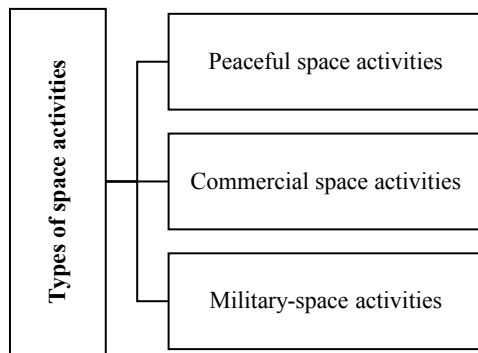 Types of space activities
Peaceful space activities
Commercial space activities
Military-space activities